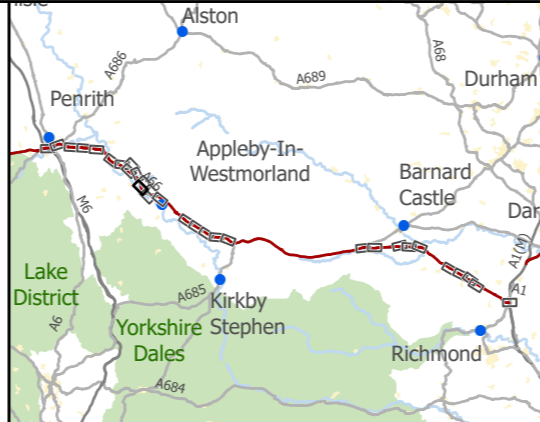 Alston
A686
A68
A689
Durham
Penrith
Appleby-In-
Westmorland
A66
Barnard
Castle
M6
A1(M)
Lake
District
A685
Kirkby
Stephen
A1
A6
Yorkshire
Dales
Richmond
A684